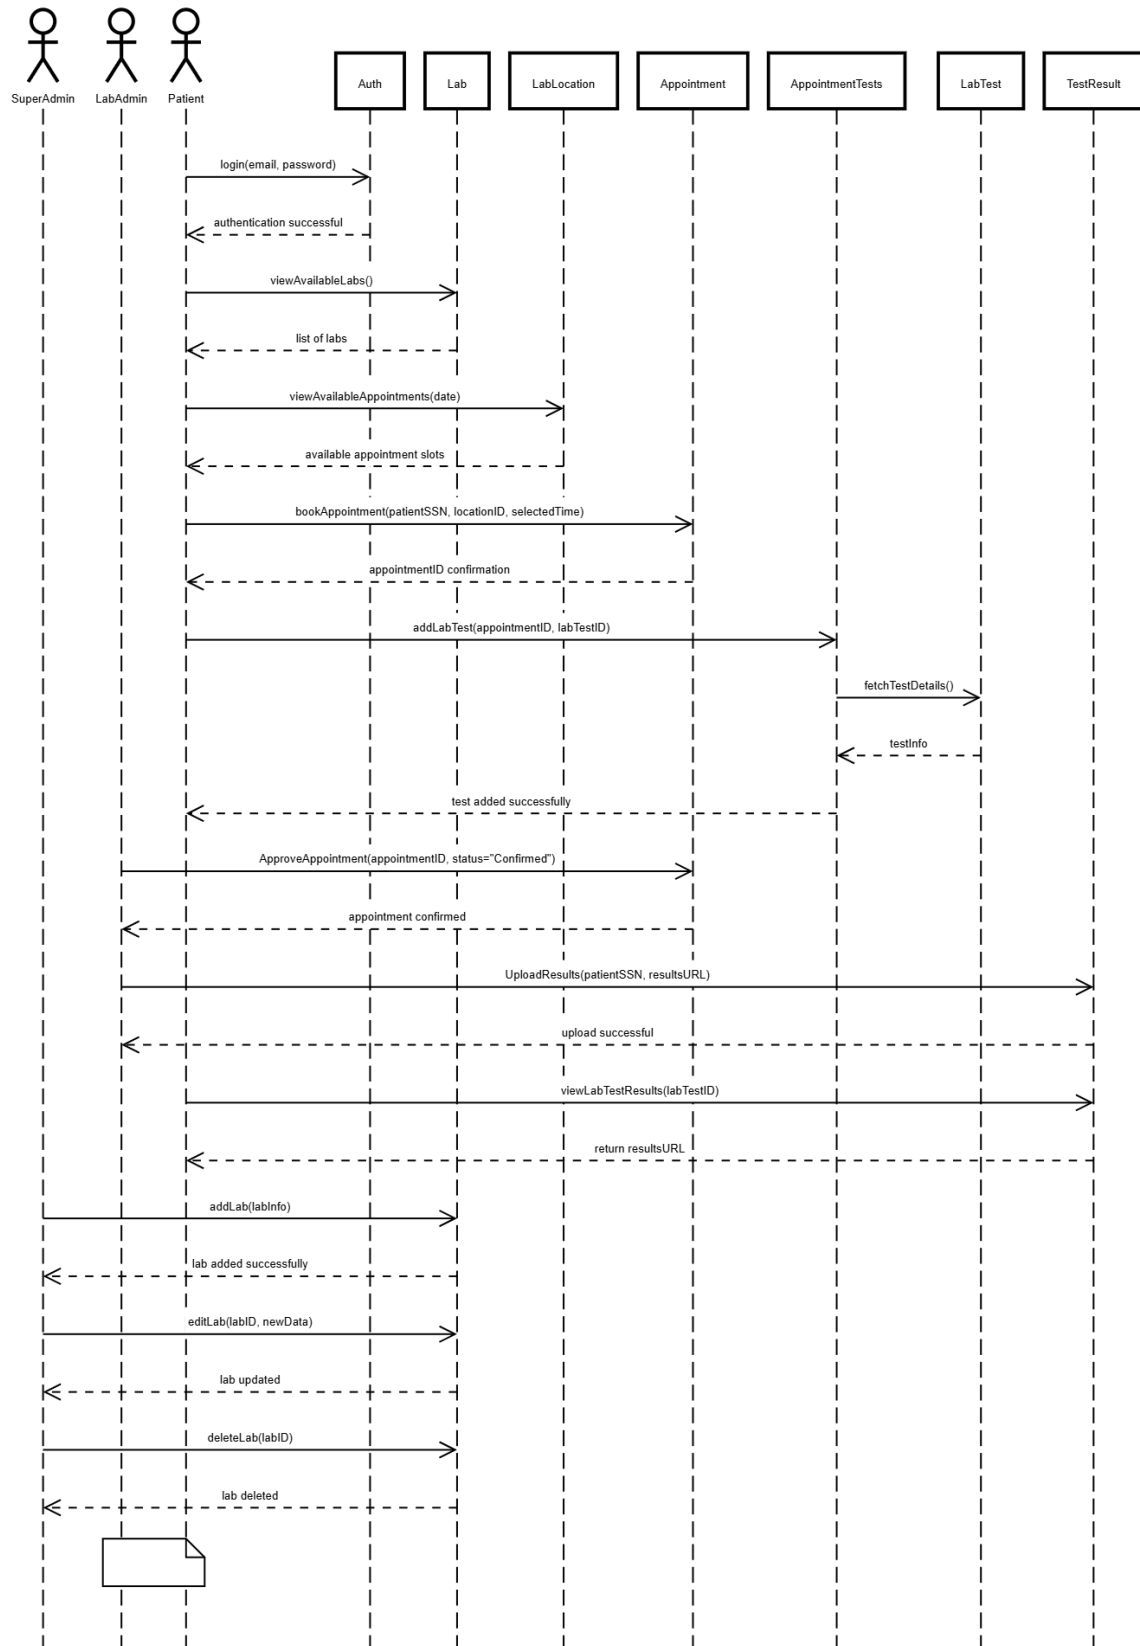 SuperAdmin
LabAdmin
Patient
Auth
Lab
LabLocation
Appointment
AppointmentTests
LabTest
TestResult
login(email, password)
authentication successful
viewAvailableLabs()
list of labs
viewAvailableAppointments(date)
available appointment slots
bookAppointment(patientSSN, locationID, selectedTime)
appointmentID confirmation
addLabTest(appointmentID, labTestID)
fetchTestDetails()
testInfo
test added successfully
ApproveAppointment(appointmentID, status="Confirmed")
appointment confirmed
UploadResults(patientSSN, resultsURL)
upload successful
viewLabTestResults(labTestID)
return resultsURL
addLab(labInfo)
lab added successfully
editLab(labID, newData)
lab updated
deleteLab(labID)
lab deleted